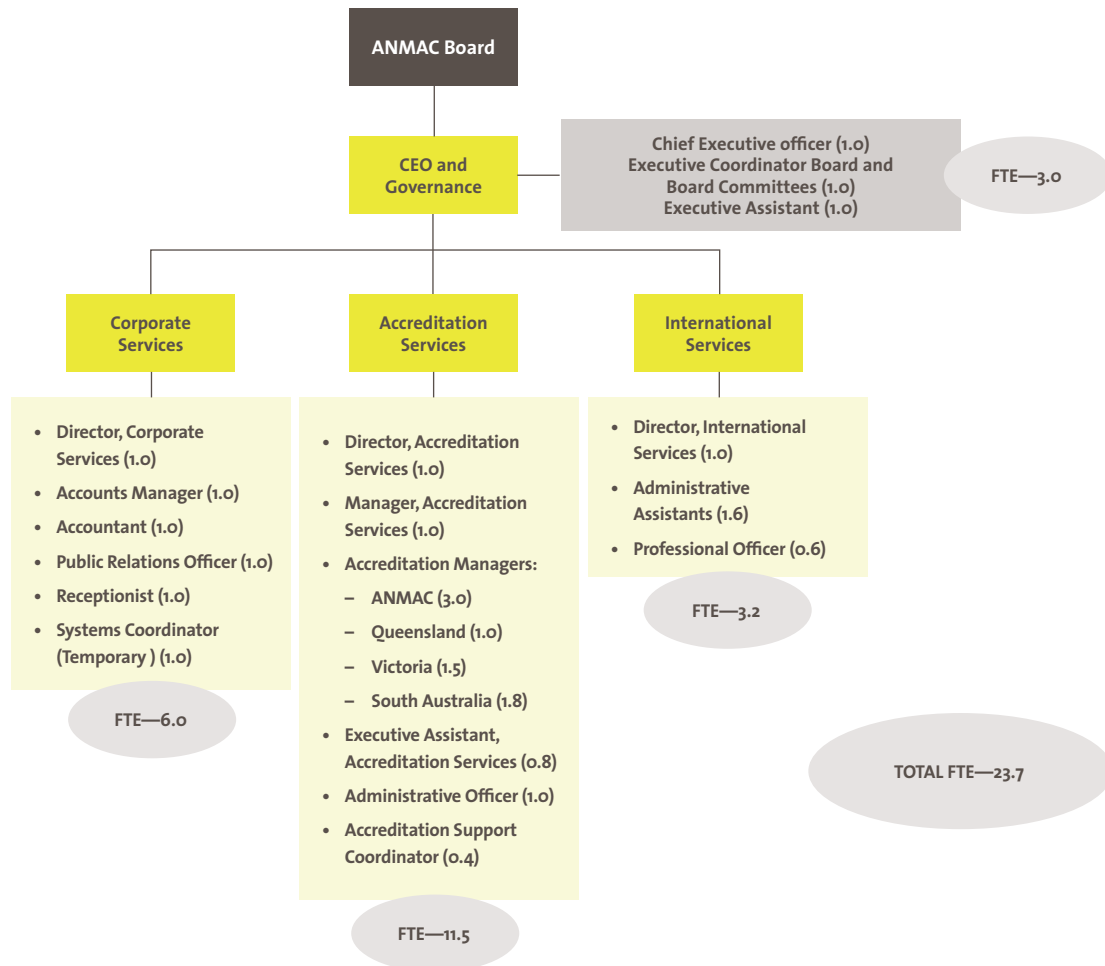 ANMAC Board
CEO and
Governance
Chief Executive officer (1.0)
Executive Coordinator Board and
Board Committees (1.0)
Executive Assistant (1.0)
FTE—3.0
Corporate
Services
• Director, Corporate
Services (1.0)
• Accounts Manager (1.0)
• Accountant (1.0)
• Public Relations Officer (1.0)
• Receptionist (1.0)
• Systems Coordinator
(Temporary ) (1.0)
FTE—6.0
Accreditation
Services
• Director, Accreditation
Services (1.0)
• Manager, Accreditation
Services (1.0)
• Accreditation Managers:
– ANMAC (3.0)
– Queensland (1.0)
– Victoria (1.5)
– South Australia (1.8)
• Executive Assistant,
Accreditation Services (0.8)
• Administrative Officer (1.0)
• Accreditation Support
Coordinator (0.4)
FTE—11.5
International
Services
• Director, International
Services (1.0)
• Administrative
Assistants (1.6)
• Professional Officer (0.6)
FTE—3.2
TOTAL FTE—23.7